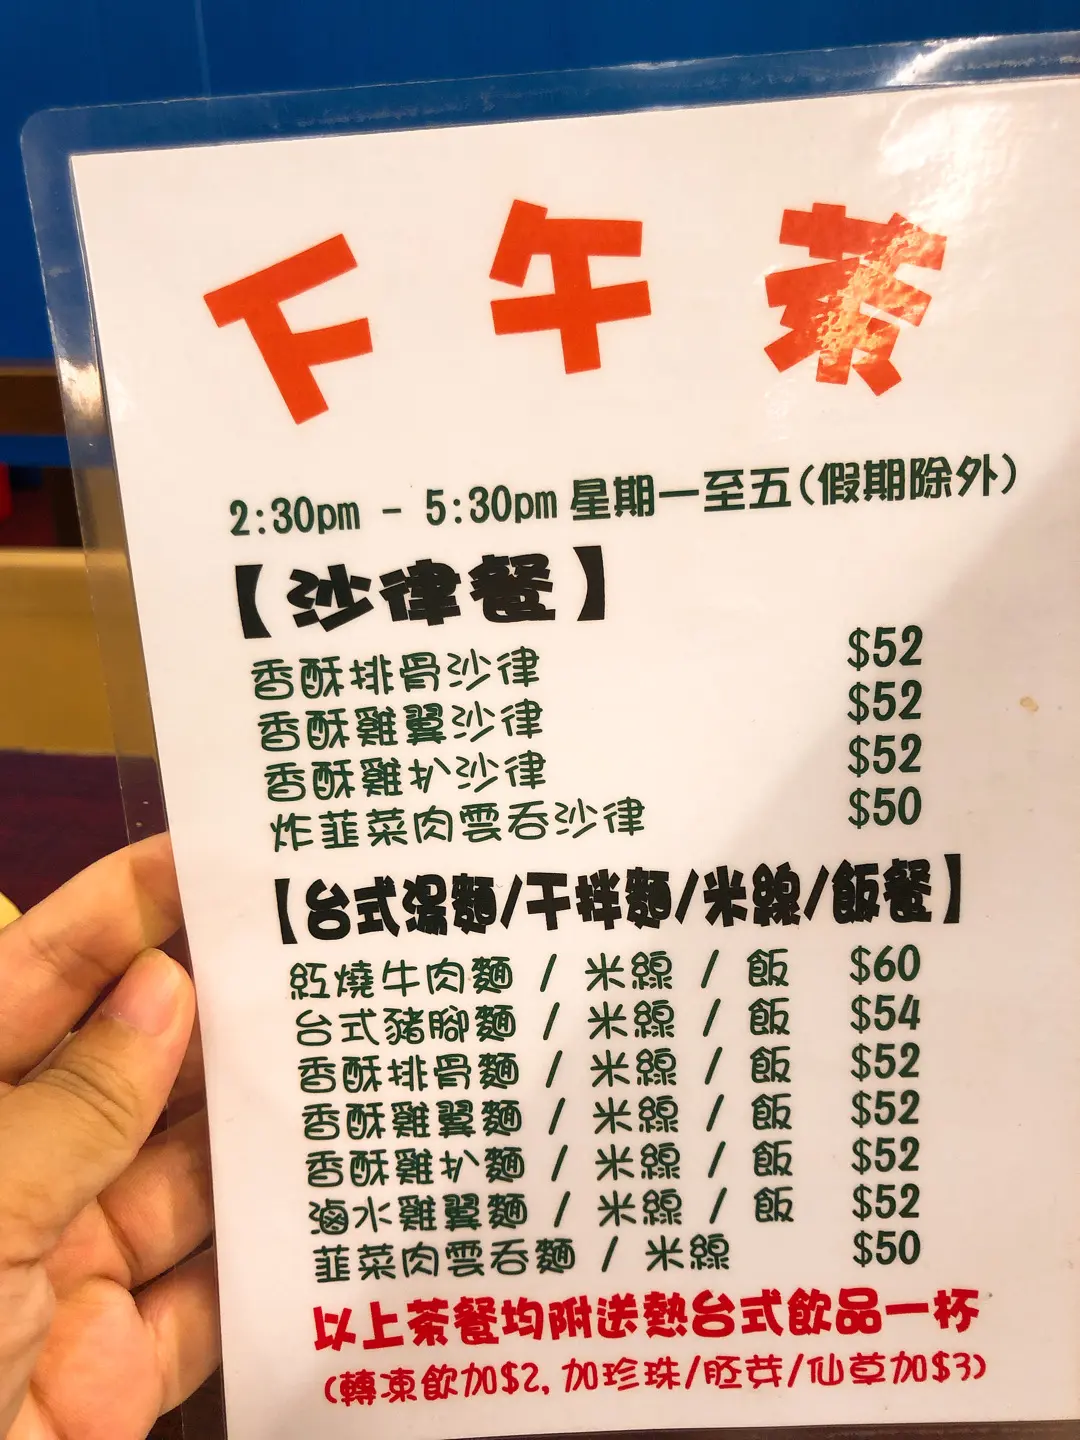 下午茶
2:30pm - 5:30pm 星期一至五(假期除外)
【沙律餐】
香酥排骨沙律 $52
香酥雞翼沙律 $52
香酥雞扒沙律 $52
炸韮菜肉雲吞沙律 $50
【台式湯麵/干拌麵/米線/飯餐】
紅燒牛肉麵 / 米線 / 飯 $60
台式豬腳麵 / 米線 / 飯 $54
香酥排骨麵 / 米線 / 飯 $52
香酥雞翼麵 / 米線 / 飯 $52
香酥雞扒麵 / 米線 / 飯 $52
滷水雞翼麵 / 米線 / 飯 $52
韮菜肉雲吞麵 / 米線 $50
以上茶餐均附送熱台式飲品一杯
(轉凍飲加$2, 加珍珠/胚芽/仙草加$3)